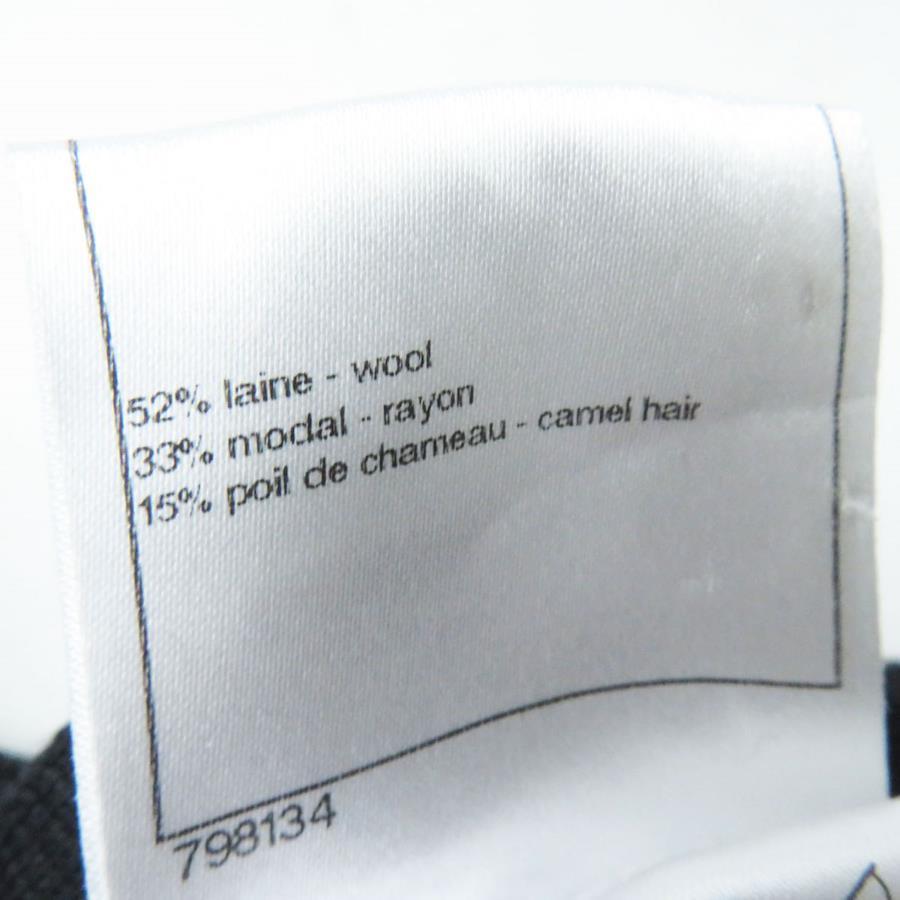 52% laine - wool
33% modal - rayon
15% poil de chameau - camel hair
798134